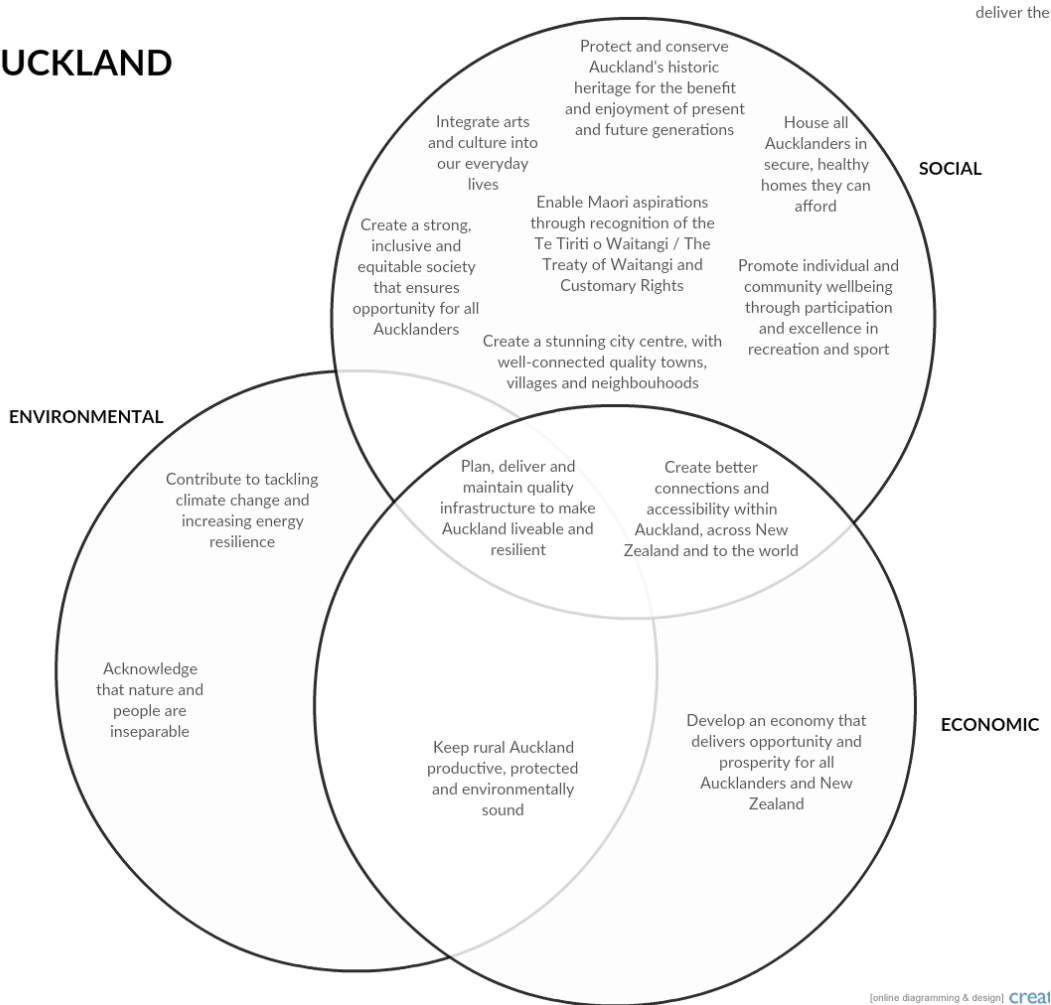 deliver the
UCKLAND
Protect and conserve
Auckland's historic
heritage for the benefit
and enjoyment of present
and future generations
Integrate arts
and culture into
our everyday
lives
House all
Aucklanders in
secure, healthy
homes they can
afford
SOCIAL
Enable Maori aspirations
through recognition of the
Te Tiriti o Waitangi / The
Treaty of Waitangi and
Customary Rights
Create a strong,
inclusive and
equitable society
that ensures
opportunity for all
Aucklanders
Promote individual and
community wellbeing
through participation
and excellence in
recreation and sport
Create a stunning city centre, with
well-connected quality towns,
villages and neighbouhoods
ENVIRONMENTAL
Contribute to tackling
climate change and
increasing energy
resilience
Plan, deliver and
maintain quality
infrastructure to make
Auckland liveable and
resilient
Create better
connections and
accessibility within
Auckland, across New
Zealand and to the world
Acknowledge
that nature and
people are
inseparable
Keep rural Auckland
productive, protected
and environmentally
sound
Develop an economy that
delivers opportunity and
prosperity for all
Aucklanders and New
Zealand
ECONOMIC
[online diagramming & design] creat